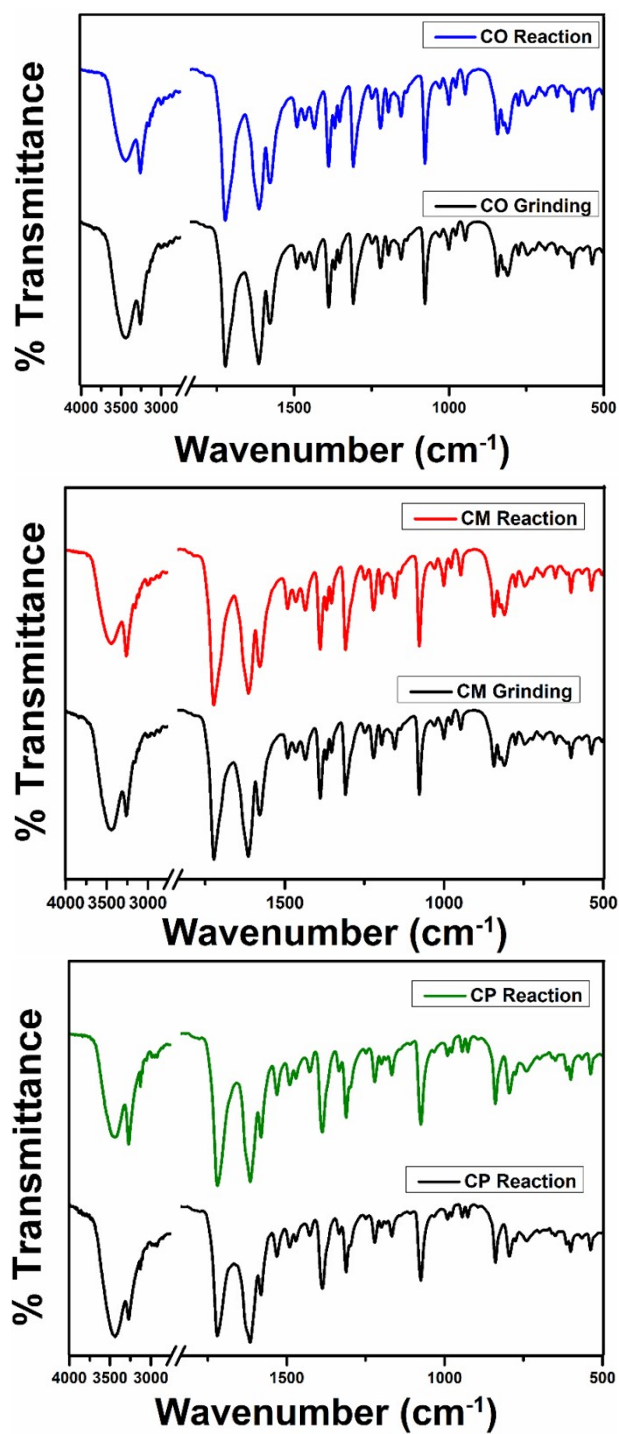 CO Reaction
CO Grinding
% Transmittance
4000 3500 3000 1500 1000 500
Wavenumber (cm-1)
CM Reaction
CM Grinding
% Transmittance
4000 3500 3000 1500 1000 500
Wavenumber (cm-1)
CP Reaction
CP Reaction
% Transmittance
4000 3500 3000 1500 1000 500
Wavenumber (cm-1)